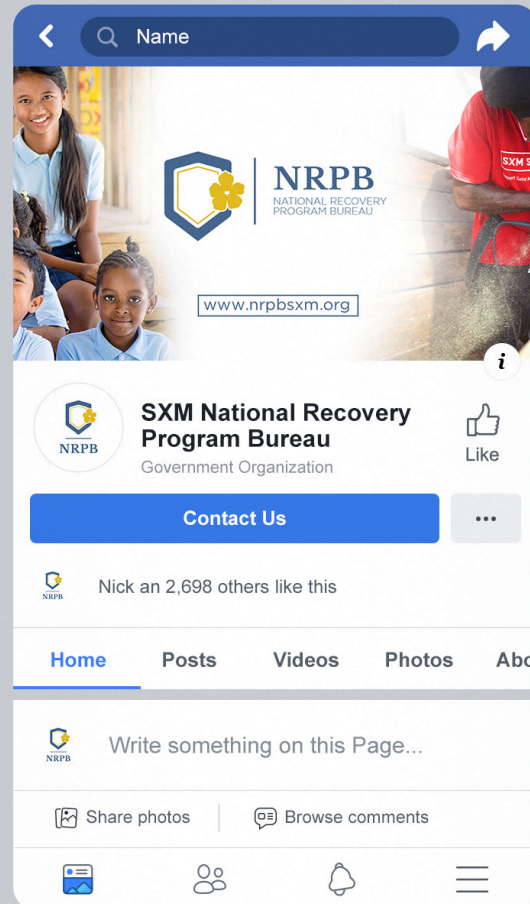 Name
SXM S
NRPB
NATIONAL RECOVERY
PROGRAM BUREAU
www.nrpbsxm.org
i
NRPB
SXM National Recovery
Program Bureau
Government Organization
Like
Contact Us
NRPB
Nick an 2,698 others like this
Home Posts Videos Photos Abo
NRPB
Write something on this Page...
Share photos Browse comments